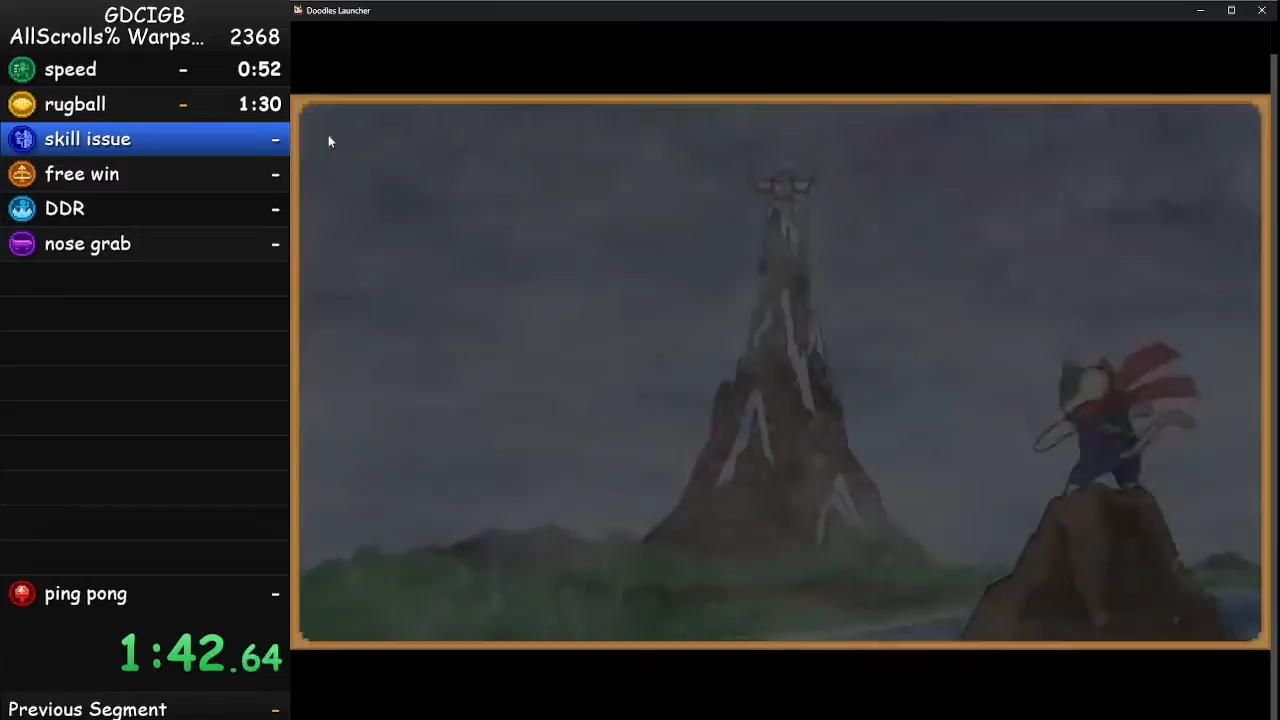 GDCIGB
AllScrolls% Warps... 2368
speed - 0:52
rugball - 1:30
skill issue -
free win -
DDR -
nose grab -
ping pong -
1:42.64
Previous Segment -
Doodles Launcher